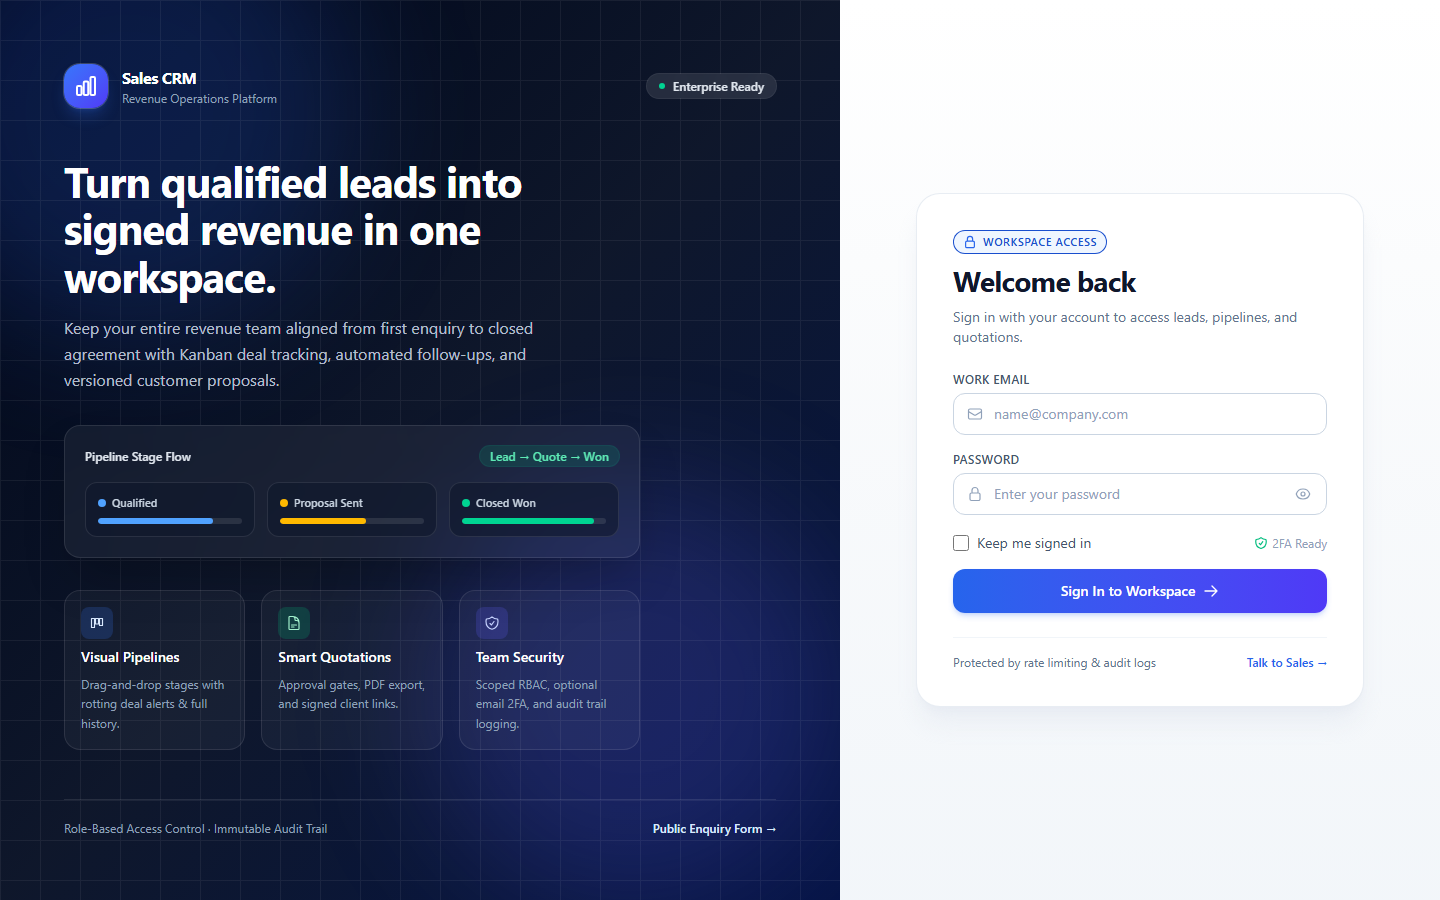 Sales CRM
Revenue Operations Platform
Enterprise Ready
Turn qualified leads into
signed revenue in one
workspace.
Keep your entire revenue team aligned from first enquiry to closed
agreement with Kanban deal tracking, automated follow-ups, and
versioned customer proposals.
Pipeline Stage Flow
Lead → Quote → Won
Qualified
Proposal Sent
Closed Won
Visual Pipelines
Drag-and-drop stages with
rotting deal alerts & full
history.
Smart Quotations
Approval gates, PDF export,
and signed client links.
Team Security
Scoped RBAC, optional
email 2FA, and audit trail
logging.
Role-Based Access Control · Immutable Audit Trail
Public Enquiry Form →
WORKSPACE ACCESS
Welcome back
Sign in with your account to access leads, pipelines, and
quotations.
WORK EMAIL
name@company.com
PASSWORD
Enter your password
Keep me signed in
2FA Ready
Sign In to Workspace →
Protected by rate limiting & audit logs
Talk to Sales →